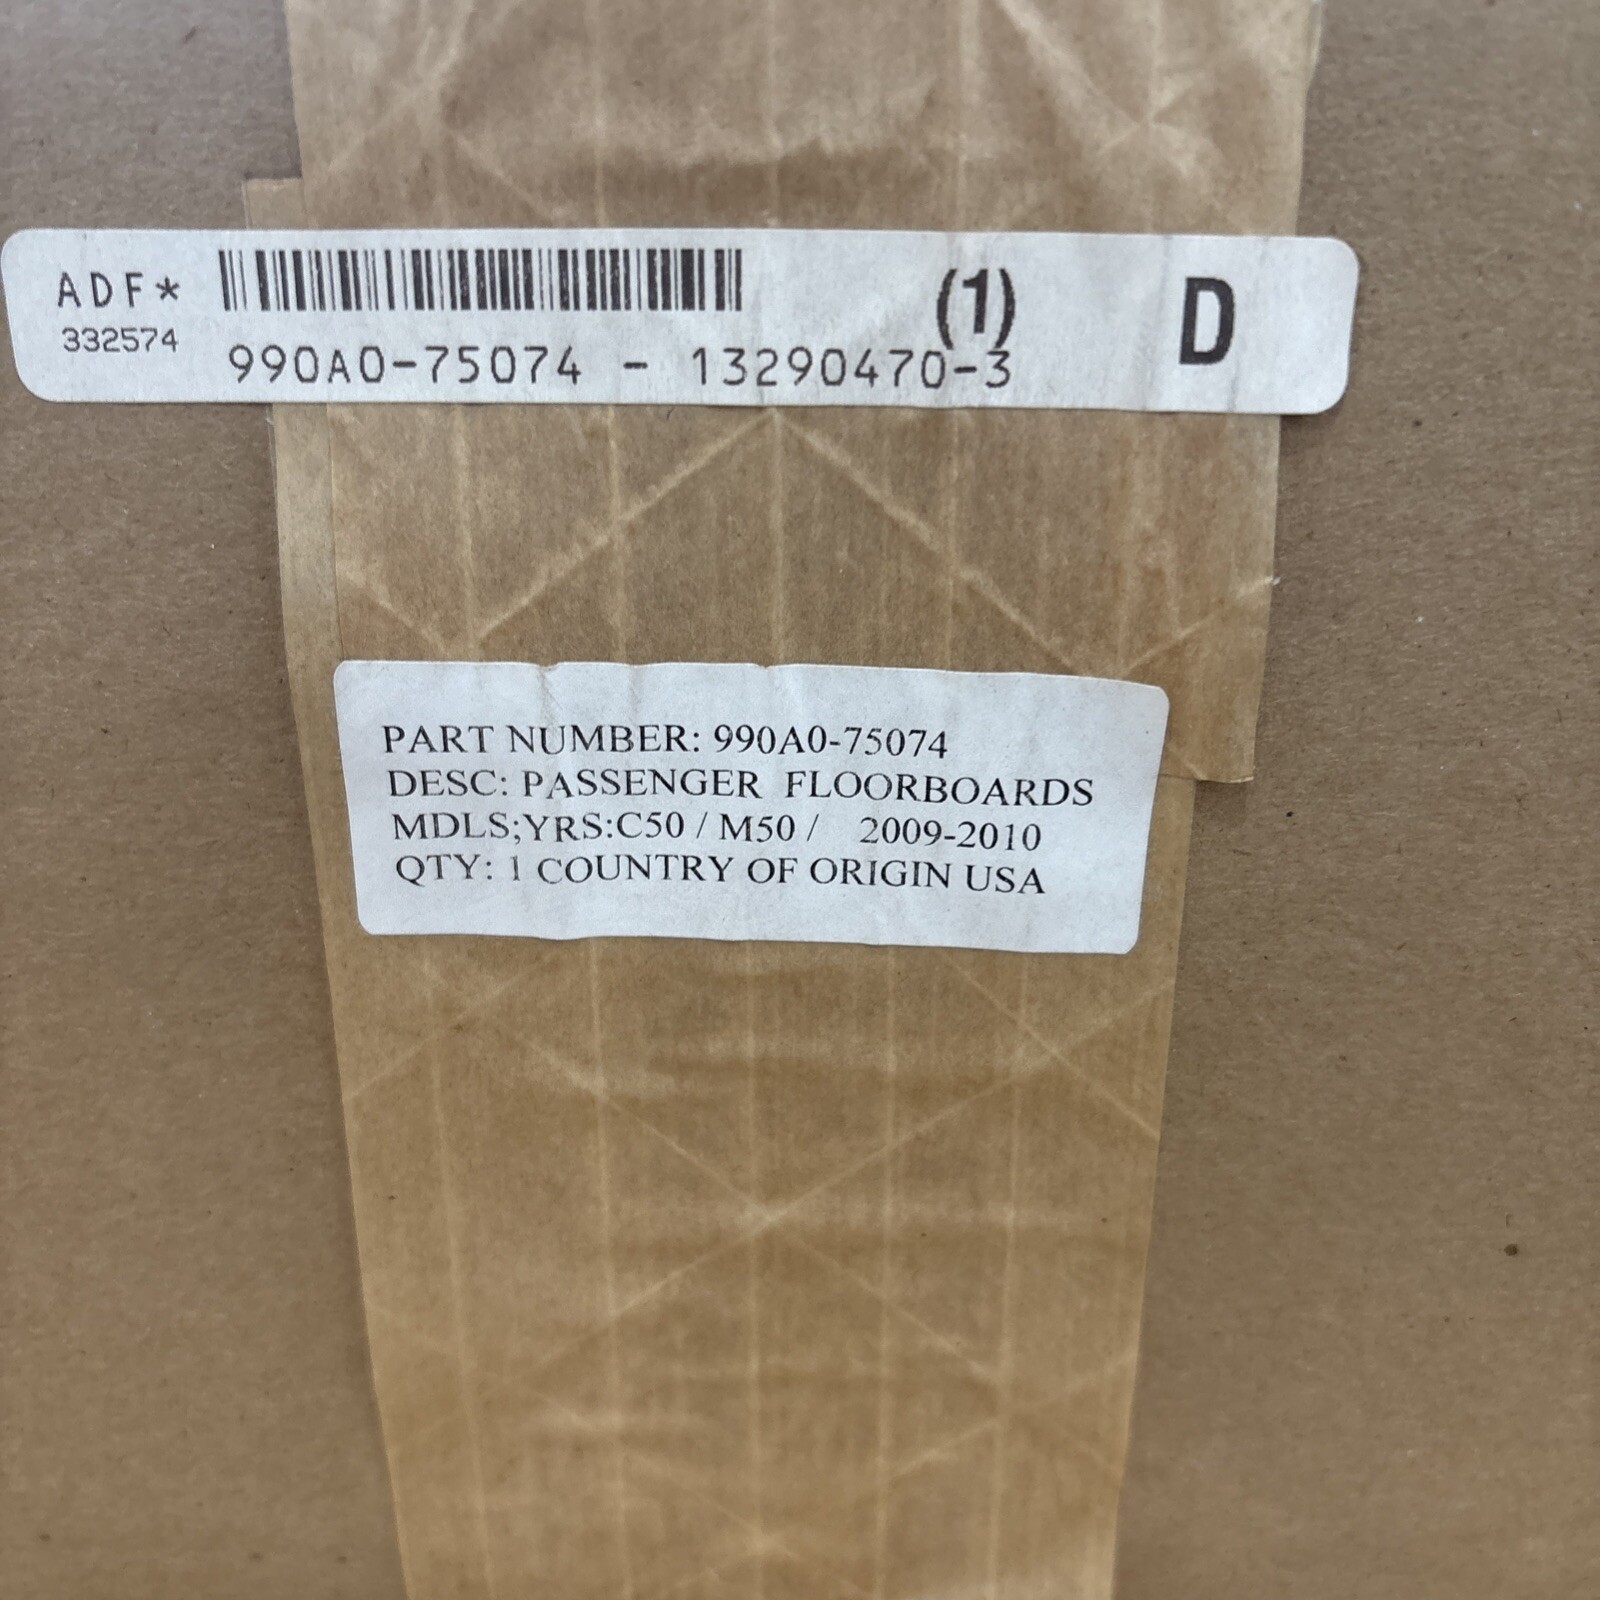 ADF*
332574
990A0-75074 - 13290470-3
(1)
D
PART NUMBER: 990A0-75074
DESC: PASSENGER FLOORBOARDS
MDLS;YRS:C50 / M50 / 2009-2010
QTY: 1 COUNTRY OF ORIGIN USA